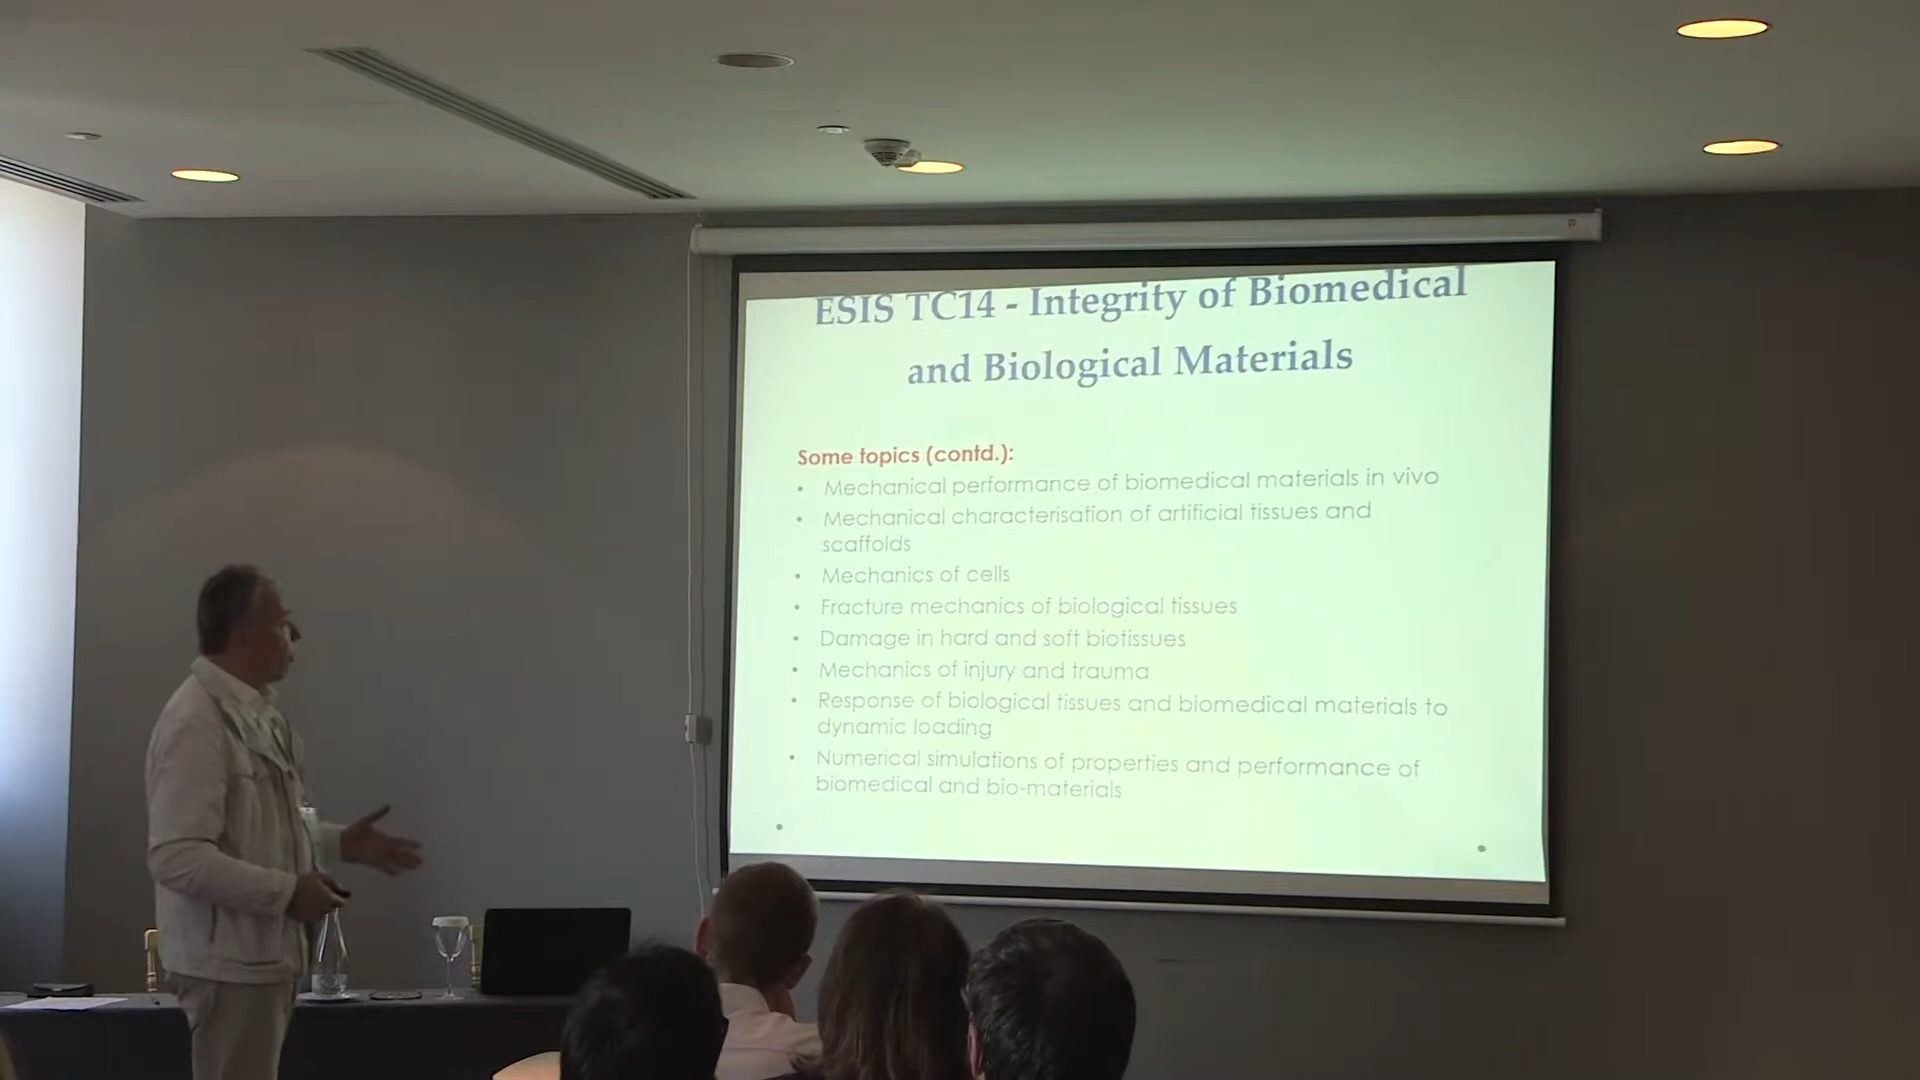 ESIS TC14 - Integrity of Biomedical
and Biological Materials
Some topics (contd.):
• Mechanical performance of biomedical materials in vivo
• Mechanical characterisation of artificial tissues and
scaffolds
• Mechanics of cells
• Fracture mechanics of biological tissues
• Damage in hard and soft biotissues
• Mechanics of injury and trauma
• Response of biological tissues and biomedical materials to
dynamic loading
• Numerical simulations of properties and performance of
biomedical and bio-materials